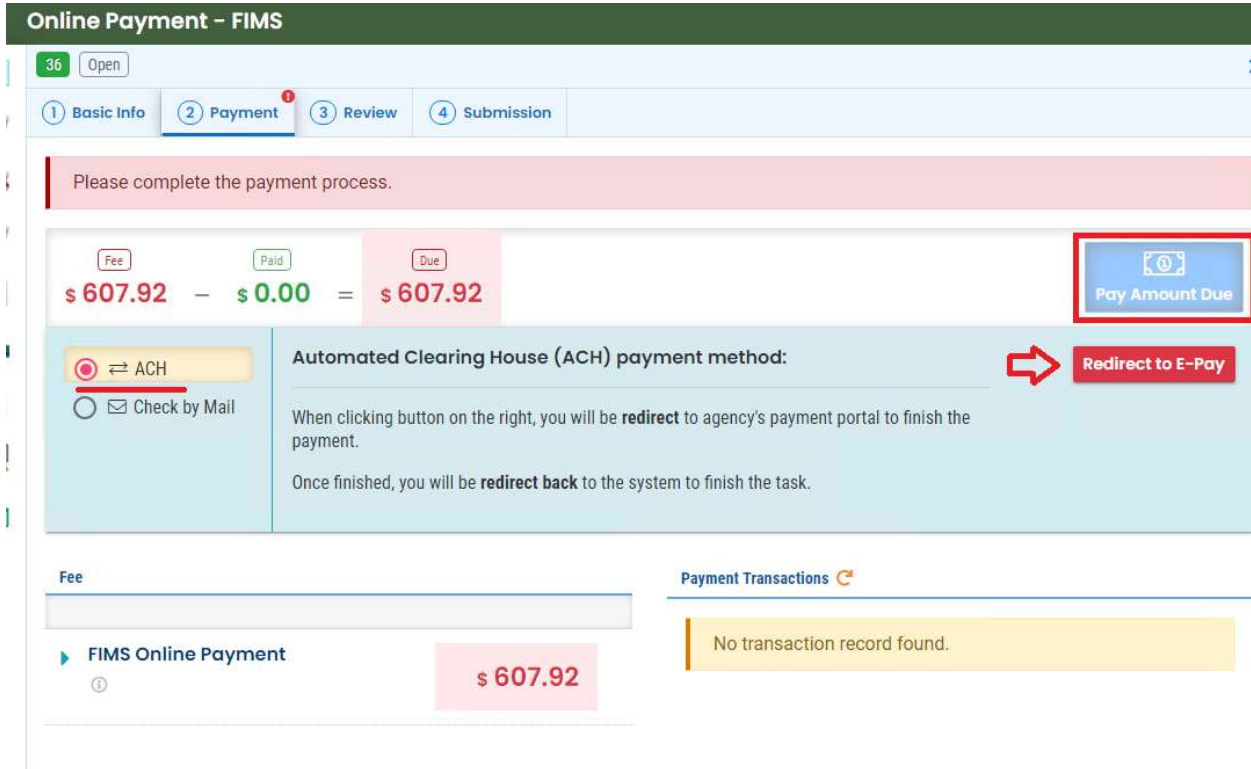 Online Payment - FIMS
36 Open
1 Basic Info 2 Payment 3 Review 4 Submission
Please complete the payment process.
Fee Paid Due
$ 607.92 – $ 0.00 = $ 607.92
Pay Amount Due
ACH
Check by Mail
Automated Clearing House (ACH) payment method:
Redirect to E-Pay
When clicking button on the right, you will be redirect to agency's payment portal to finish the
payment.
Once finished, you will be redirect back to the system to finish the task.
Fee
FIMS Online Payment
$ 607.92
Payment Transactions
No transaction record found.